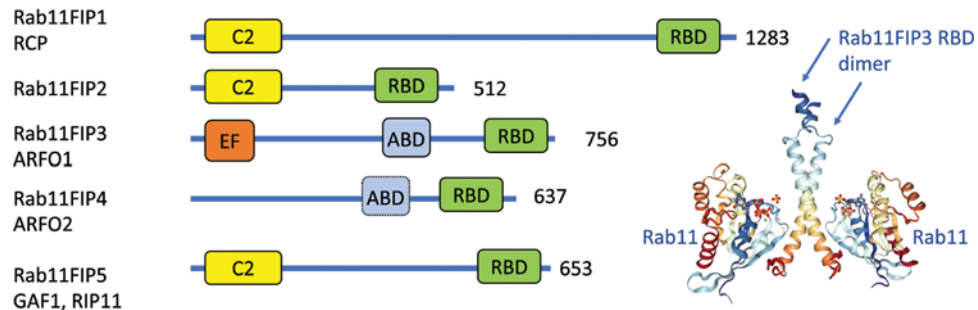 Rab11FIP1
RCP
C2
RBD
1283
Rab11FIP2
C2
RBD
512
Rab11FIP3
ARFO1
EF
ABD
RBD
756
Rab11FIP4
ARFO2
ABD
RBD
637
Rab11FIP5
GAF1, RIP11
C2
RBD
653
Rab11FIP3 RBD
dimer
Rab11
Rab11